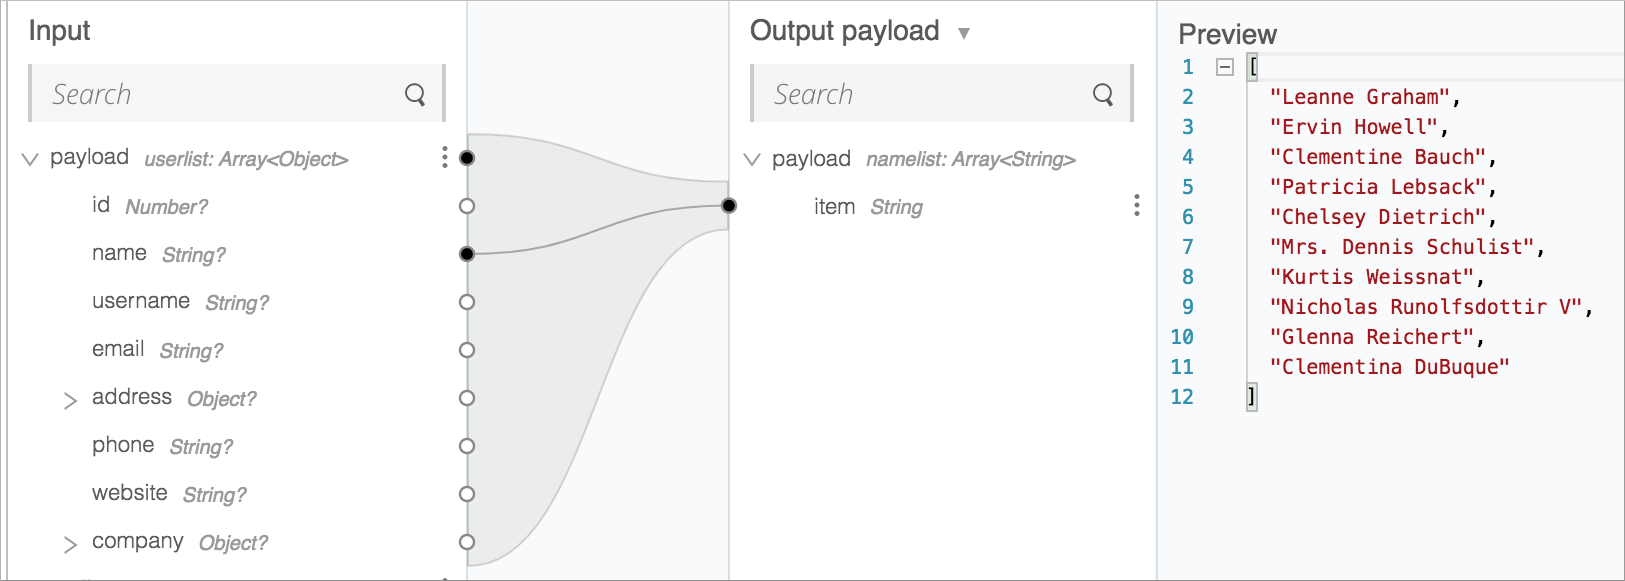 Input
Search
payload userlist: Array<Object>
id Number?
name String?
username String?
email String?
address Object?
phone String?
website String?
company Object?
Output payload
Search
payload namelist: Array<String>
item String
Preview
1 [
2 "Leanne Graham",
3 "Ervin Howell",
4 "Clementine Bauch",
5 "Patricia Lebsack",
6 "Chelsey Dietrich",
7 "Mrs. Dennis Schulist",
8 "Kurtis Weissnat",
9 "Nicholas Runolfsdottir V",
10 "Glenna Reichert",
11 "Clementina DuBuque"
12 ]